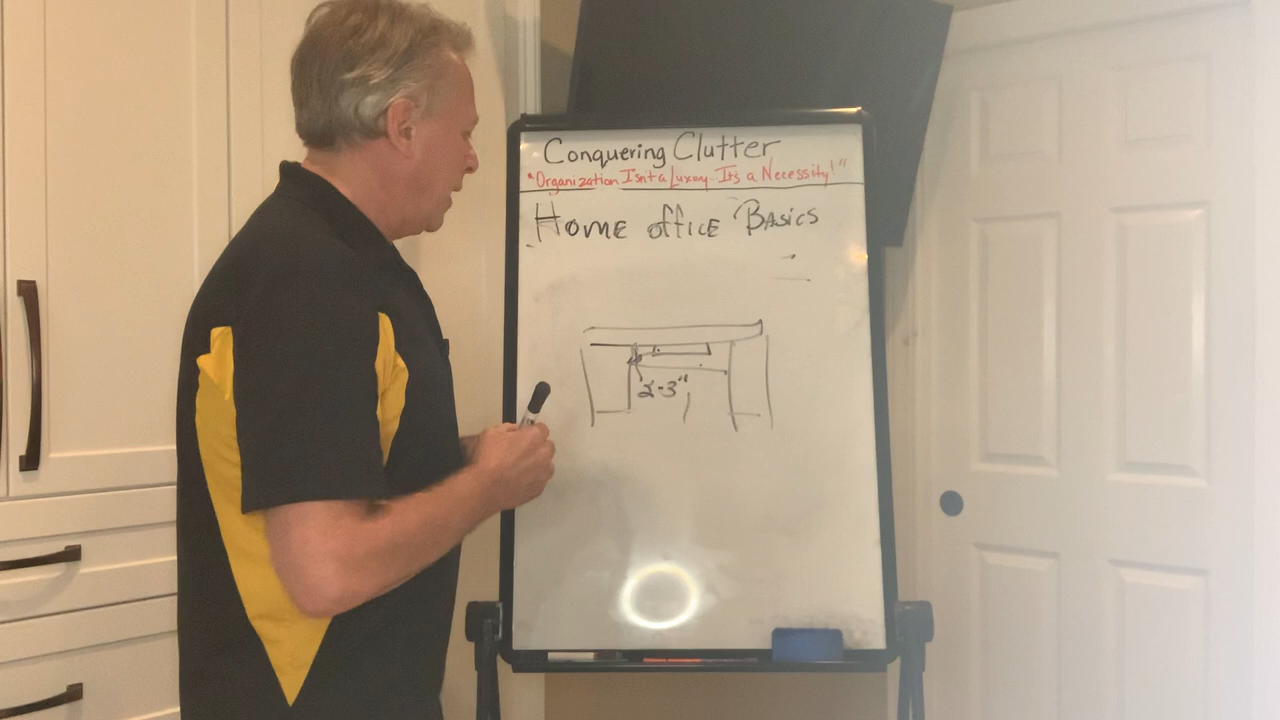 Conquering Clutter
"Organization Isn't a Luxury... It's a Necessity!"
Home office Basics
2-3"